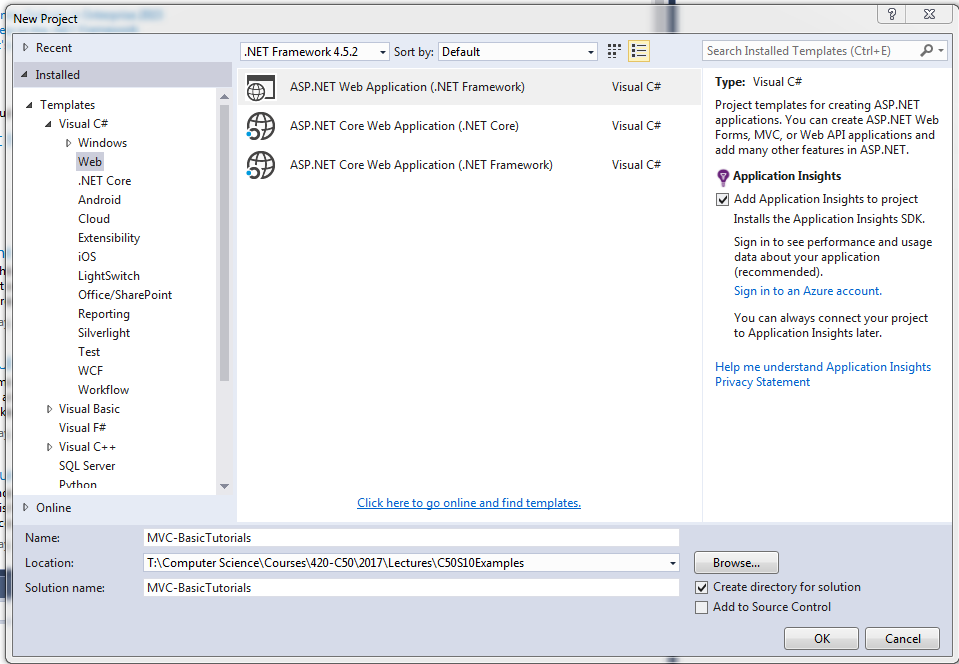 New Project
Recent
Installed
Templates
Visual C#
Windows
Web
.NET Core
Android
Cloud
Extensibility
iOS
LightSwitch
Office/SharePoint
Reporting
Silverlight
Test
WCF
Workflow
Visual Basic
Visual F#
Visual C++
SQL Server
Python
Online
.NET Framework 4.5.2 Sort by: Default
ASP.NET Web Application (.NET Framework) Visual C#
ASP.NET Core Web Application (.NET Core) Visual C#
ASP.NET Core Web Application (.NET Framework) Visual C#
Click here to go online and find templates.
Search Installed Templates (Ctrl+E)
Type: Visual C#
Project templates for creating ASP.NET
applications. You can create ASP.NET Web
Forms, MVC, or Web API applications and
add many other features in ASP.NET.
Application Insights
Add Application Insights to project
Installs the Application Insights SDK.
Sign in to see performance and usage
data about your application
(recommended).
Sign in to an Azure account.
You can always connect your project
to Application Insights later.
Help me understand Application Insights
Privacy Statement
Name: MVC-BasicTutorials
Location: T:\Computer Science\Courses\420-C50\2017\Lectures\C50S10Examples
Browse...
Solution name: MVC-BasicTutorials
Create directory for solution
Add to Source Control
OK Cancel